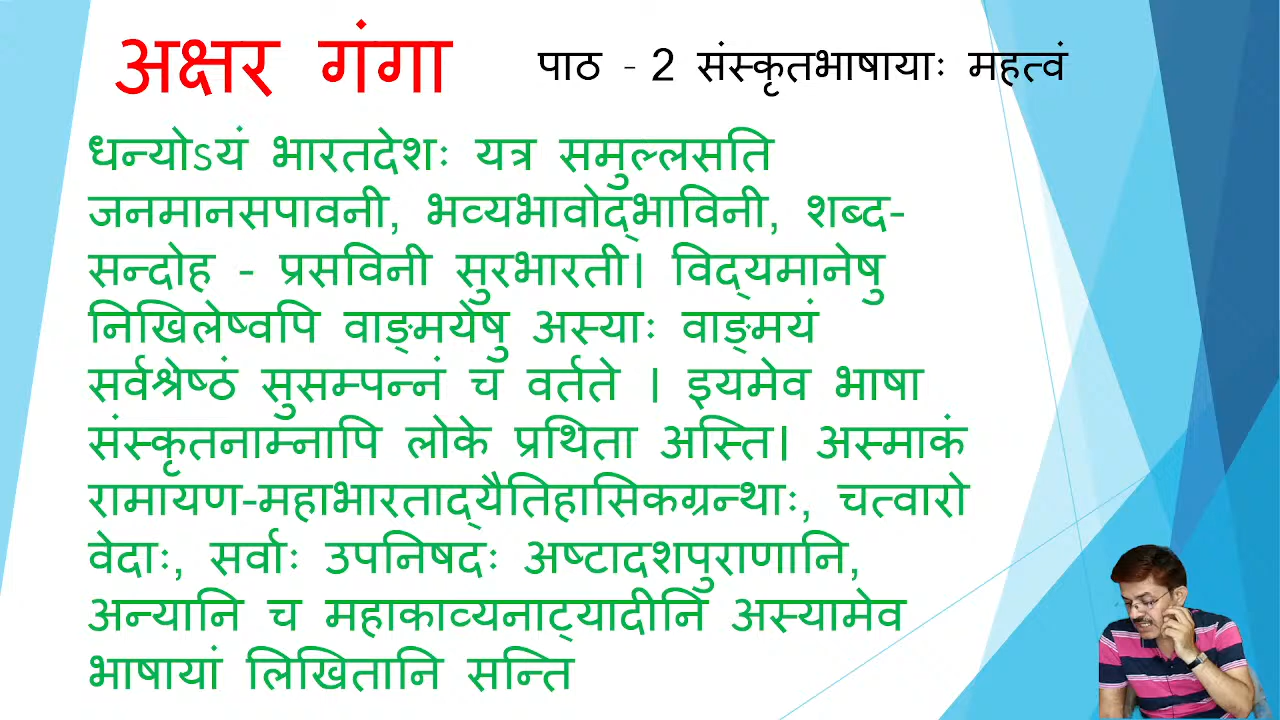 अक्षर गंगा
पाठ - 2 संस्कृतभाषायाः महत्वं
धन्योऽयं भारतदेशः यत्र समुल्लसति
जनमानसपावनी, भव्यभावोद्भाविनी, शब्द-
सन्दोह - प्रसविनी सुरभारती। विद्यमानेषु
निखिलेष्वपि वाङ्मयेषु अस्याः वाङ्मयं
सर्वश्रेष्ठं सुसम्पन्नं च वर्तते । इयमेव भाषा
संस्कृतनाम्नापि लोके प्रथिता अस्ति। अस्माकं
रामायण-महाभारताद्यैतिहासिकग्रन्थाः, चत्वारो
वेदाः, सर्वाः उपनिषदः अष्टादशपुराणानि,
अन्यानि च महाकाव्यनाट्यादीनि अस्यामेव
भाषायां लिखितानि सन्ति